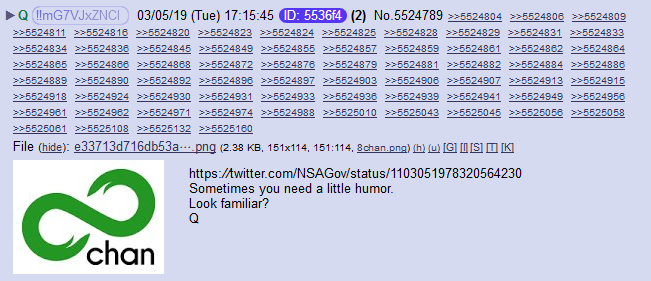 Q !!mG7VJxZNCI 03/05/19 (Tue) 17:15:45 ID: 5536f4 (2) No.5524789 >>5524804 >>5524806 >>5524809
>>5524811 >>5524816 >>5524820 >>5524823 >>5524824 >>5524825 >>5524828 >>5524829 >>5524831 >>5524833
>>5524834 >>5524836 >>5524845 >>5524848 >>5524855 >>5524857 >>5524859 >>5524861 >>5524862 >>5524864
>>5524865 >>5524866 >>5524868 >>5524872 >>5524876 >>5524879 >>5524881 >>5524882 >>5524884 >>5524886
>>5524889 >>5524890 >>5524892 >>5524896 >>5524897 >>5524903 >>5524906 >>5524907 >>5524913 >>5524915
>>5524918 >>5524924 >>5524930 >>5524931 >>5524933 >>5524936 >>5524939 >>5524941 >>5524949 >>5524956
>>5524961 >>5524962 >>5524971 >>5524974 >>5524988 >>5525010 >>5525043 >>5525045 >>5525056 >>5525058
>>5525061 >>5525108 >>5525132 >>5525160
File (hide): e33713d716db53a⋯.png (2.38 KB, 151x114, 151:114, 8chan.png) (h) (u) [G] [I] [S] [T] [K]
https://twitter.com/NSAGov/status/1103051978320564230
Sometimes you need a little humor.
Look familiar?
Q
chan